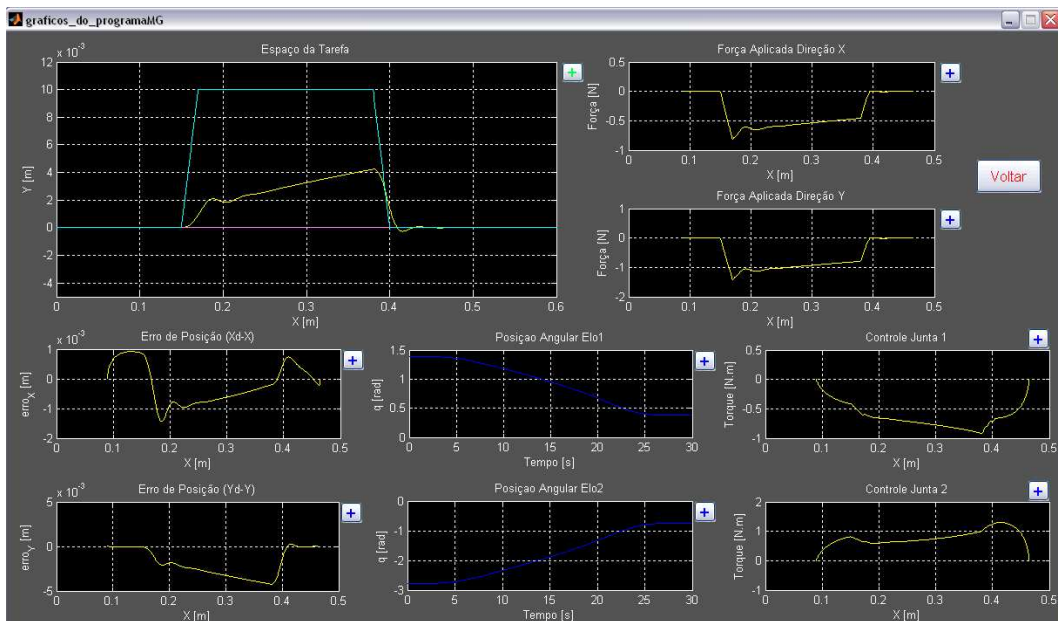 graficos_do_programaMG
Espaço da Tarefa
x 10⁻³
12
10
8
6
4
2
0
-2
-4
Y [m]
0 0.1 0.2 0.3 0.4 0.5 0.6
X [m]
+
Força Aplicada Direção X
0.5
0
-0.5
-1
Força [N]
0 0.1 0.2 0.3 0.4 0.5
X [m]
+
Voltar
Força Aplicada Direção Y
1
0
-1
-2
Força [N]
0 0.1 0.2 0.3 0.4 0.5
X [m]
+
Erro de Posição (Xd-X)
x 10⁻³
1
0
-1
-2
erro_X [m]
0 0.1 0.2 0.3 0.4 0.5
X [m]
+
Posiçao Angular Elo1
1.5
1
0.5
0
q [rad]
0 5 10 15 20 25 30
Tempo [s]
+
Controle Junta 1
0
-0.5
-1
Torque [N.m]
0 0.1 0.2 0.3 0.4 0.5
X [m]
+
Erro de Posição (Yd-Y)
x 10⁻³
5
0
-5
erro_Y [m]
0 0.1 0.2 0.3 0.4 0.5
X [m]
+
Posiçao Angular Elo2
0
-1
-2
-3
q [rad]
0 5 10 15 20 25 30
Tempo [s]
+
Controle Junta 2
2
1
0
-1
Torque [N.m]
0 0.1 0.2 0.3 0.4 0.5
X [m]
+